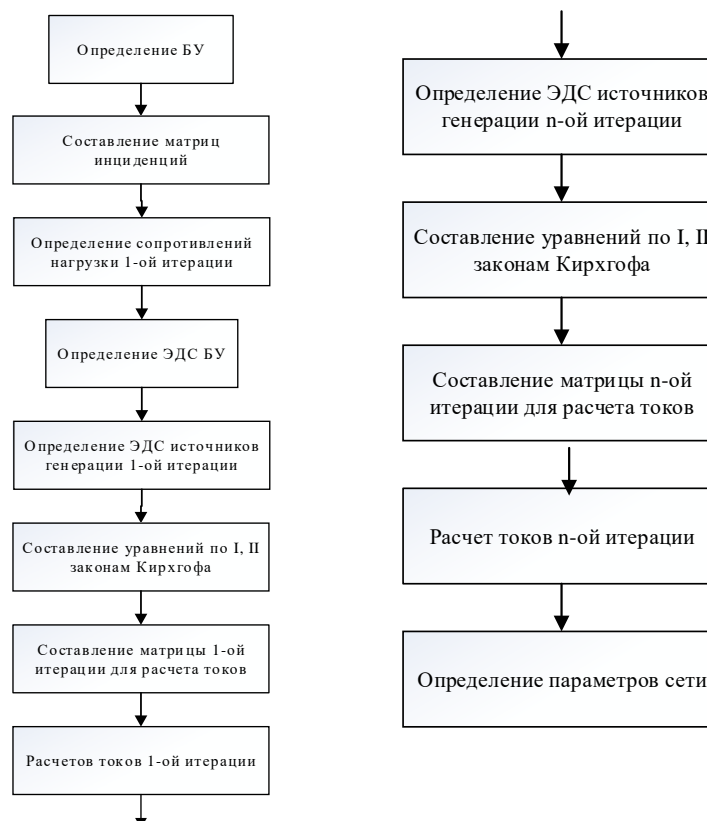 Определение БУ
Составление матриц
инциденций
Определение сопротивлений
нагрузки 1-ой итерации
Определение ЭДС БУ
Определение ЭДС источников
генерации 1-ой итерации
Составление уравнений по I, II
законам Кирхгофа
Составление матрицы 1-ой
итерации для расчета токов
Расчетов токов 1-ой итерации
Определение ЭДС источников
генерации n-ой итерации
Составление уравнений по I, II
законам Кирхгофа
Составление матрицы n-ой
итерации для расчета токов
Расчет токов n-ой итерации
Определение параметров сети